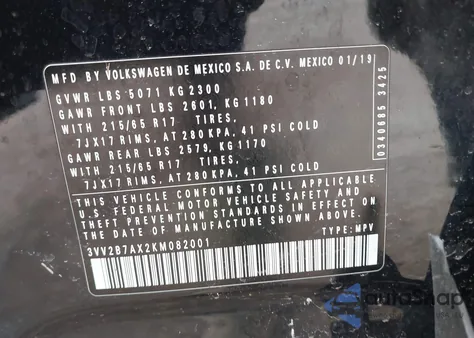 MFD BY VOLKSWAGEN DE MEXICO S.A. DE C.V. MEXICO 01/19
GVWR LBS 5071 KG 2300
GAWR FRONT LBS 2601, KG 1180
WITH 215/65 R17 TIRES,
7JX17 RIMS, AT 280 KPA, 41 PSI COLD
GAWR REAR LBS 2579, KG 1170
WITH 215/65 R17 TIRES,
7JX17 RIMS, AT 280 KPA, 41 PSI COLD
THIS VEHICLE CONFORMS TO ALL APPLICABLE
U.S. FEDERAL MOTOR VEHICLE SAFETY AND
THEFT PREVENTION STANDARDS IN EFFECT ON
THE DATE OF MANUFACTURE SHOWN ABOVE.
3VV2B7AX2KM082001
TYPE: MPV
0340685 3425
autoSnap